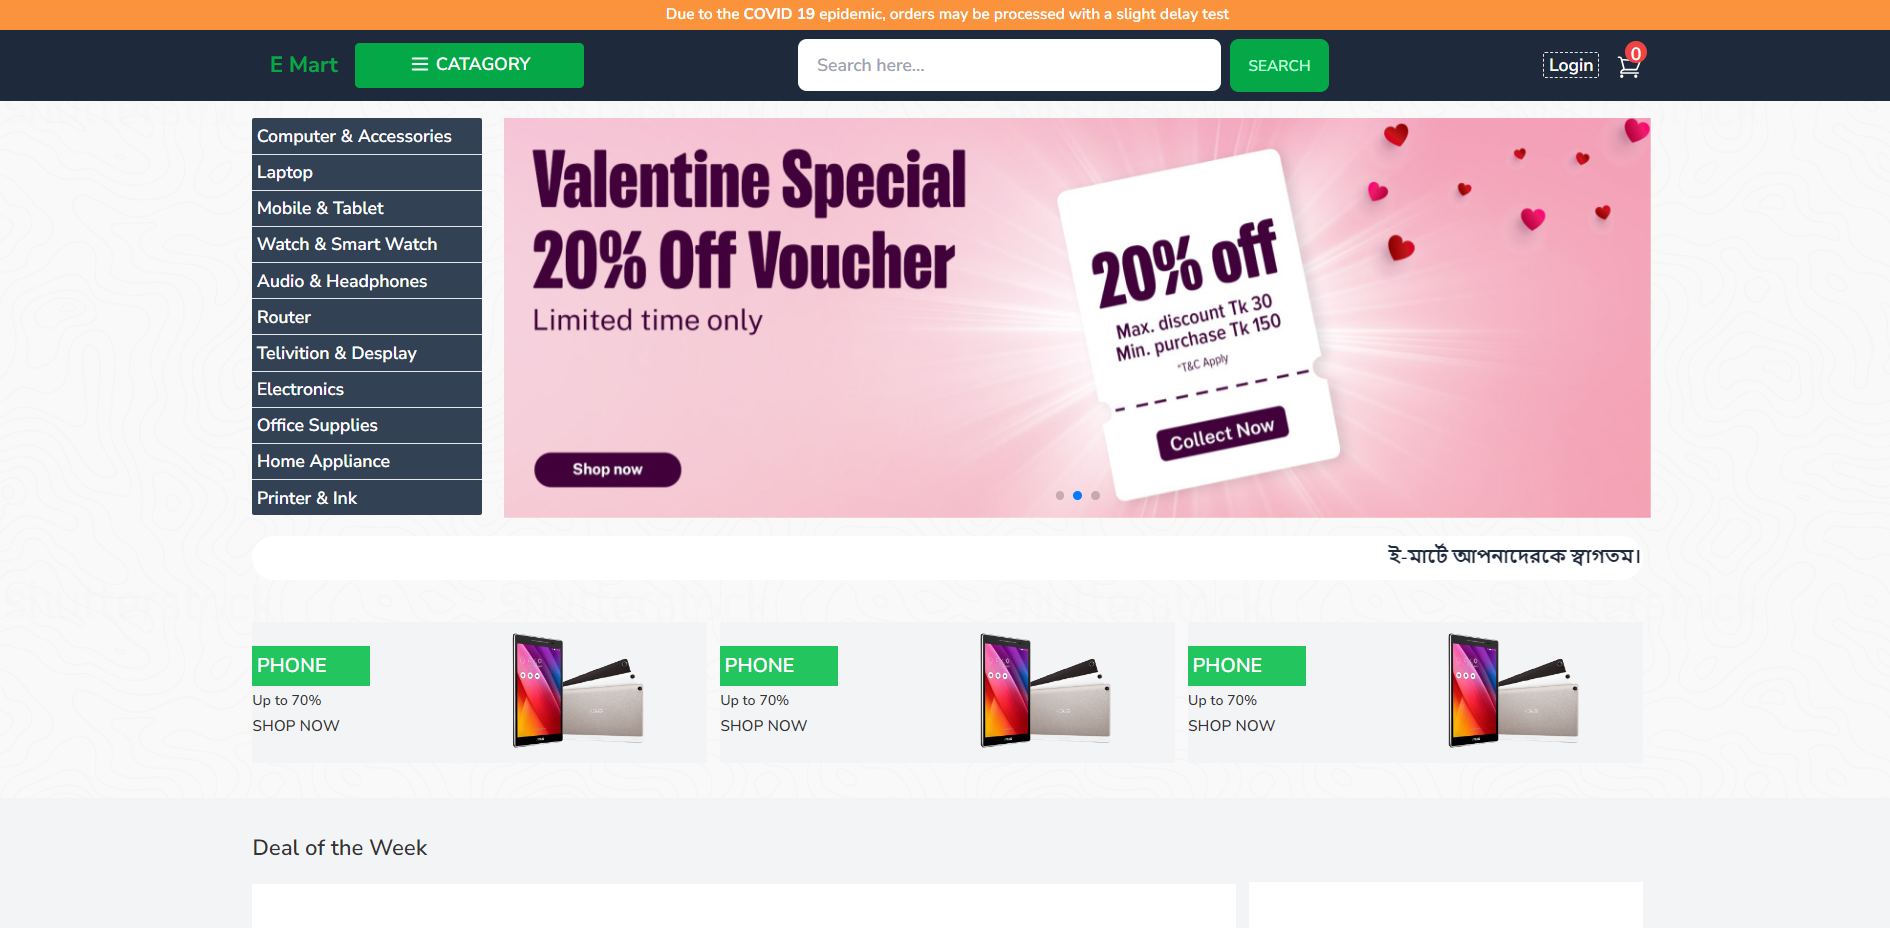 Due to the COVID 19 epidemic, orders may be processed with a slight delay test
E Mart
CATAGORY
Search here...
SEARCH
Login
0
Computer & Accessories
Laptop
Mobile & Tablet
Watch & Smart Watch
Audio & Headphones
Router
Telivition & Desplay
Electronics
Office Supplies
Home Appliance
Printer & Ink
Valentine Special
20% Off Voucher
Limited time only
Shop now
20% off
Max. discount Tk 30
Min. purchase Tk 150
*T&C Apply
Collect Now
ই-মার্টে আপনাদেরকে স্বাগতম।
PHONE
Up to 70%
SHOP NOW
PHONE
Up to 70%
SHOP NOW
PHONE
Up to 70%
SHOP NOW
Deal of the Week